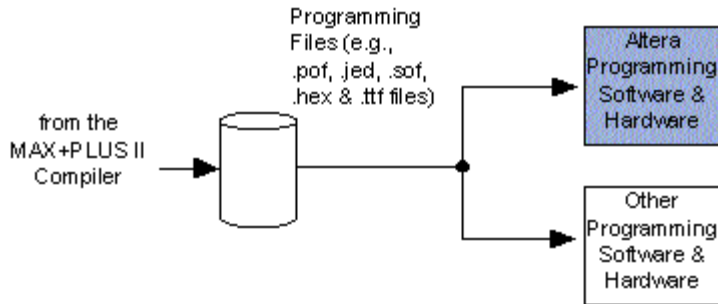 Programming
Files (e.g.,
.pof, .jed, .sof,
.hex & .ttf files)
Altera
Programming
Software &
Hardware
from the
MAX+PLUS II
Compiler
Other
Programming
Software &
Hardware